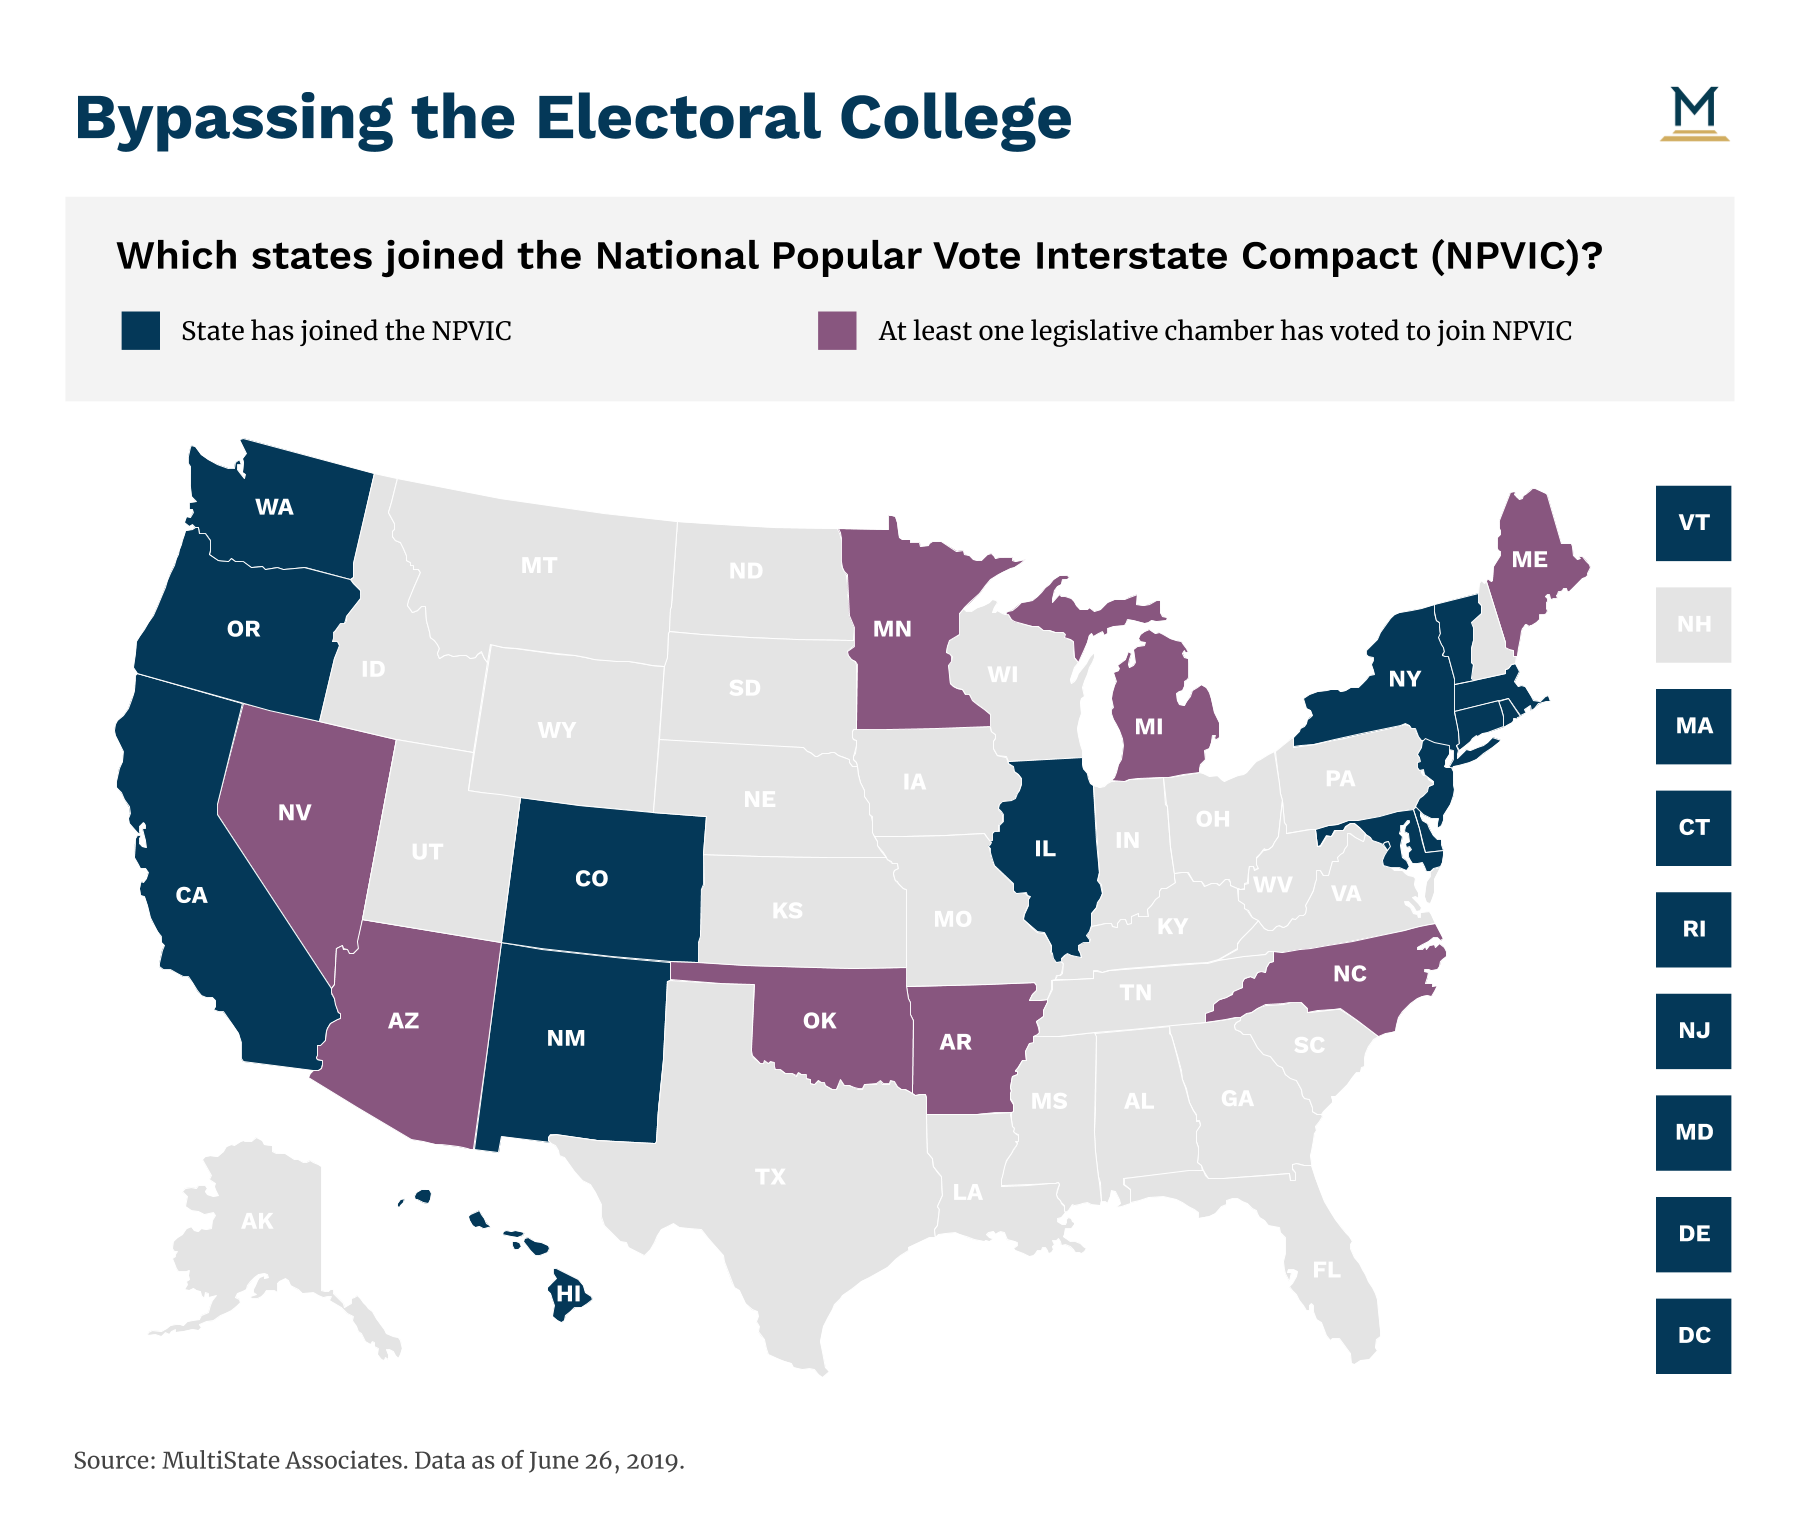 Bypassing the Electoral College
M
Which states joined the National Popular Vote Interstate Compact (NPVIC)?
State has joined the NPVIC
At least one legislative chamber has voted to join NPVIC
WA
OR
CA
NV
ID
MT
WY
UT
AZ
CO
NM
ND
SD
NE
KS
OK
TX
MN
IA
MO
AR
LA
WI
IL
MI
IN
OH
KY
TN
MS
AL
GA
FL
SC
NC
VA
WV
PA
NY
ME
AK
HI
VT
NH
MA
CT
RI
NJ
MD
DE
DC
Source: MultiState Associates. Data as of June 26, 2019.